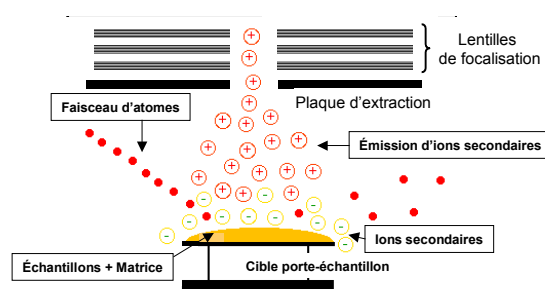 Lentilles
de focalisation
Plaque d'extraction
Faisceau d'atomes
Émission d'ions secondaires
Ions secondaires
Échantillons + Matrice
Cible porte-échantillon